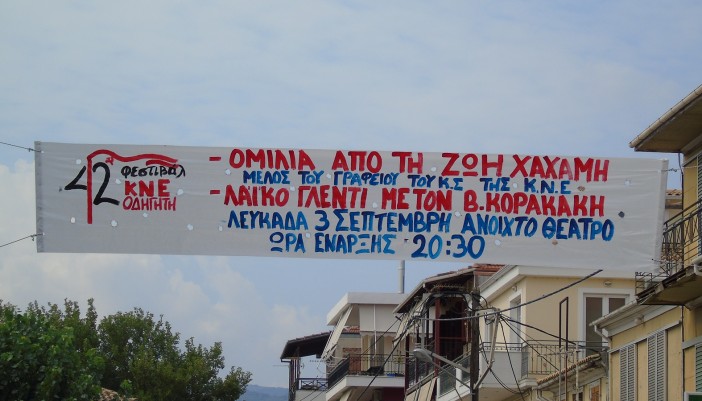 42 ΦΕΣΤΙΒΑΛ
ΚΝΕ
ΟΔΗΓΗΤΗ
- ΟΜΙΛΙΑ ΑΠΟ ΤΗ ΖΩΗ ΧΑΧΑΜΗ
ΜΕΛΟΣ ΤΟΥ ΓΡΑΦΕΙΟΥ ΤΟΥ Κ.Σ ΤΗΣ Κ.Ν.Ε
- ΛΑΪΚΟ ΓΛΕΝΤΙ ΜΕ ΤΟΝ Β. ΚΟΡΑΚΑΚΗ
ΛΕΥΚΑΔΑ 3 ΣΕΠΤΕΜΒΡΗ ΑΝΟΙΧΤΟ ΘΕΑΤΡΟ
ΩΡΑ ΕΝΑΡΞΗΣ 20:30